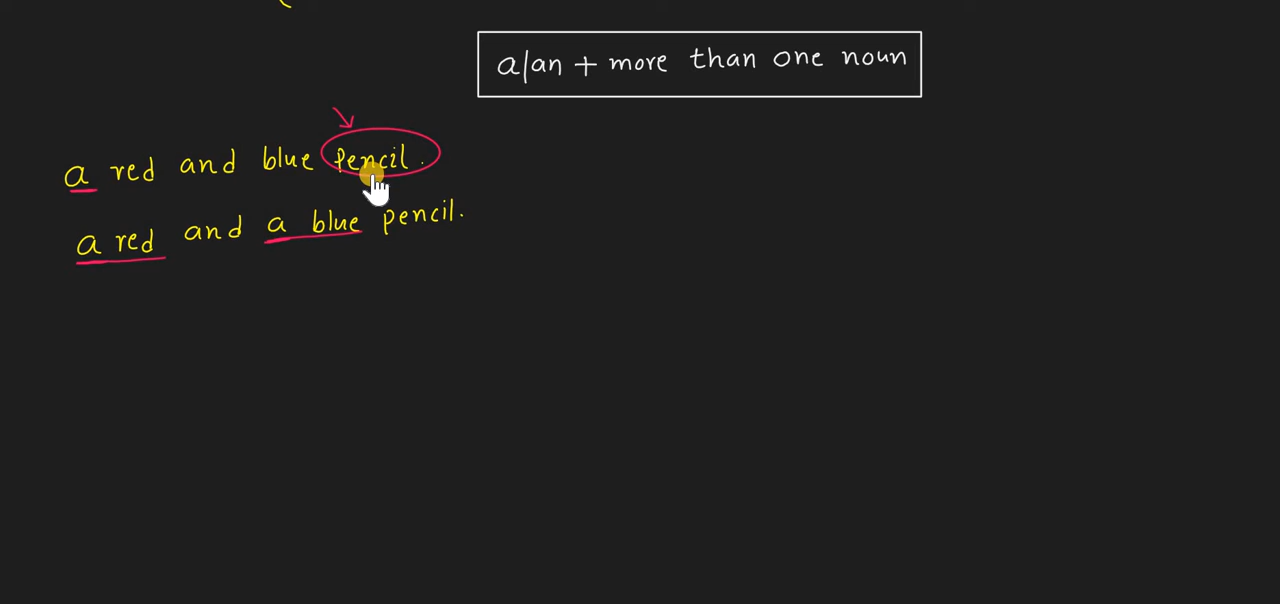 a/an + more than one noun
a red and blue pencil.
a red and a blue pencil.